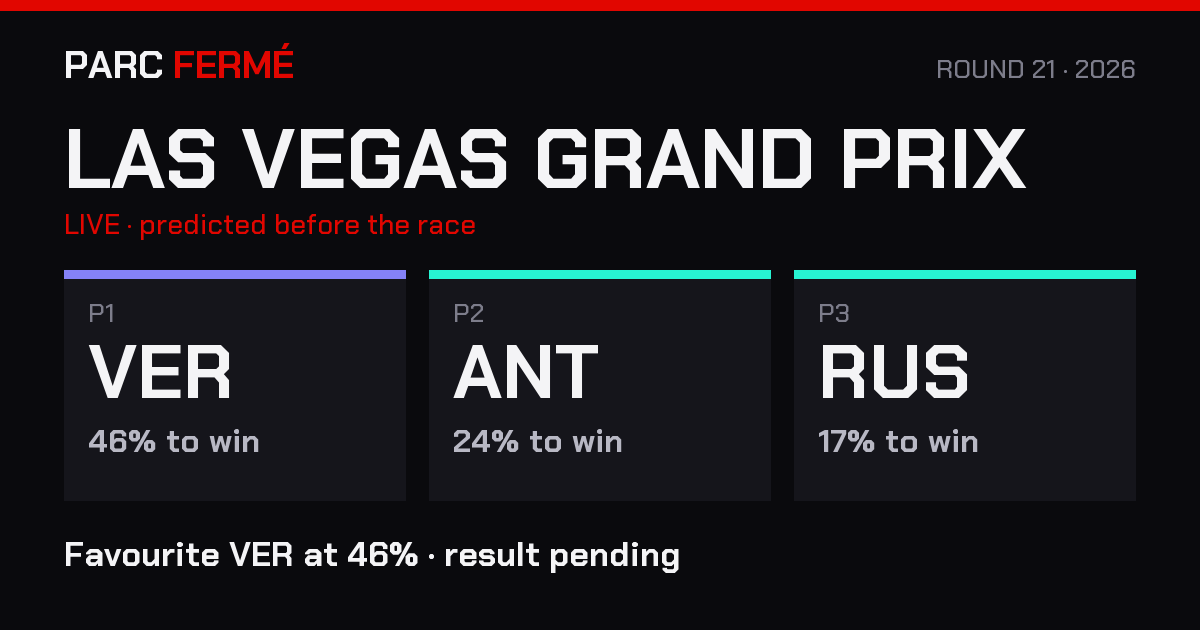 PARC FERMÉ
ROUND 21 · 2026
LAS VEGAS GRAND PRIX
LIVE · predicted before the race
P1
VER
46% to win
P2
ANT
24% to win
P3
RUS
17% to win
Favourite VER at 46% · result pending